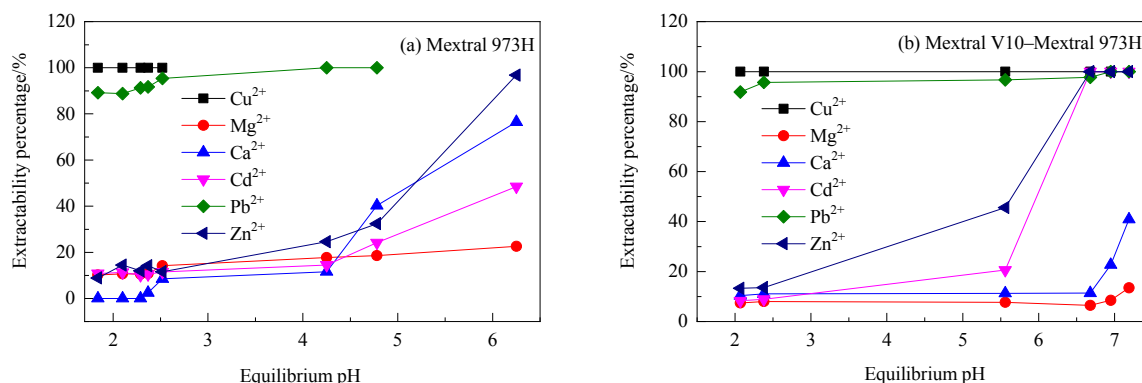 120
100
80
60
40
20
0
Extractability percentage/%
(a) Mextral 973H
Cu²⁺
Mg²⁺
Ca²⁺
Cd²⁺
Pb²⁺
Zn²⁺
2 3 4 5 6
Equilibrium pH
120
100
80
60
40
20
0
Extractability percentage/%
(b) Mextral V10–Mextral 973H
Cu²⁺
Mg²⁺
Ca²⁺
Cd²⁺
Pb²⁺
Zn²⁺
2 3 4 5 6 7
Equilibrium pH